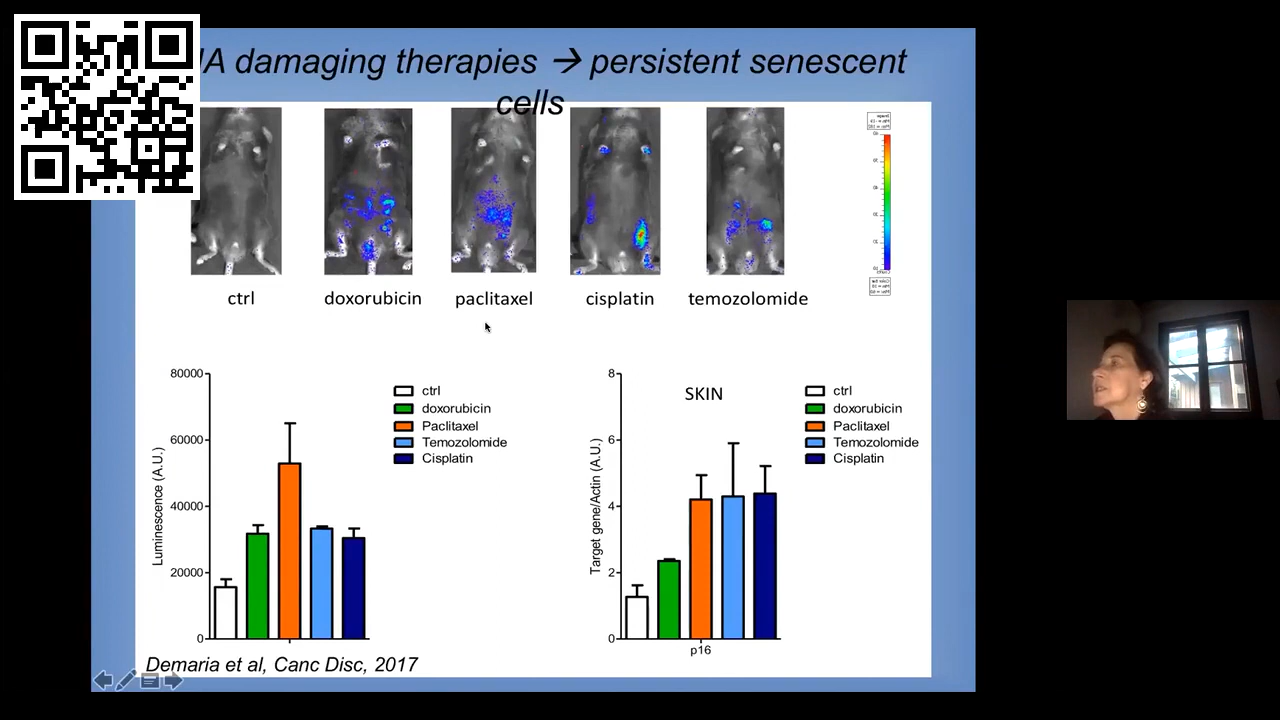 NA damaging therapies → persistent senescent
cells
ctrl
doxorubicin
paclitaxel
cisplatin
temozolomide
80000
60000
40000
20000
0
Luminescence (A.U.)
ctrl
doxorubicin
Paclitaxel
Temozolomide
Cisplatin
8
6
4
2
0
Target gene/Actin (A.U.)
SKIN
p16
ctrl
doxorubicin
Paclitaxel
Temozolomide
Cisplatin
Demaria et al, Canc Disc, 2017